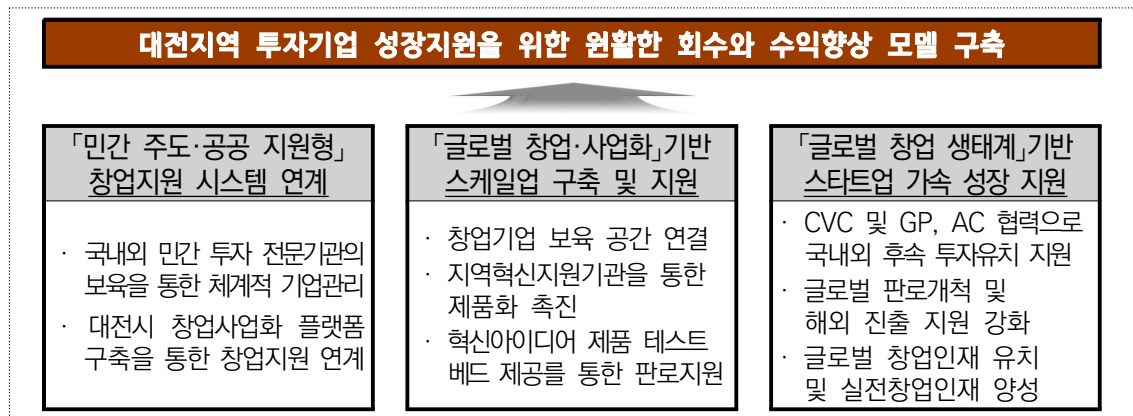 대전지역 투자기업 성장지원을 위한 원활한 회수와 수익향상 모델 구축
「민간 주도·공공 지원형」
창업지원 시스템 연계
· 국내외 민간 투자 전문기관의
보육을 통한 체계적 기업관리
· 대전시 창업사업화 플랫폼
구축을 통한 창업지원 연계
「글로벌 창업·사업화」기반
스케일업 구축 및 지원
· 창업기업 보육 공간 연결
· 지역혁신지원기관을 통한
제품화 촉진
· 혁신아이디어 제품 테스트
베드 제공를 통한 판로지원
「글로벌 창업 생태계」기반
스타트업 가속 성장 지원
· CVC 및 GP, AC 협력으로
국내외 후속 투자유치 지원
· 글로벌 판로개척 및
해외 진출 지원 강화
· 글로벌 창업인재 유치
및 실전창업인재 양성